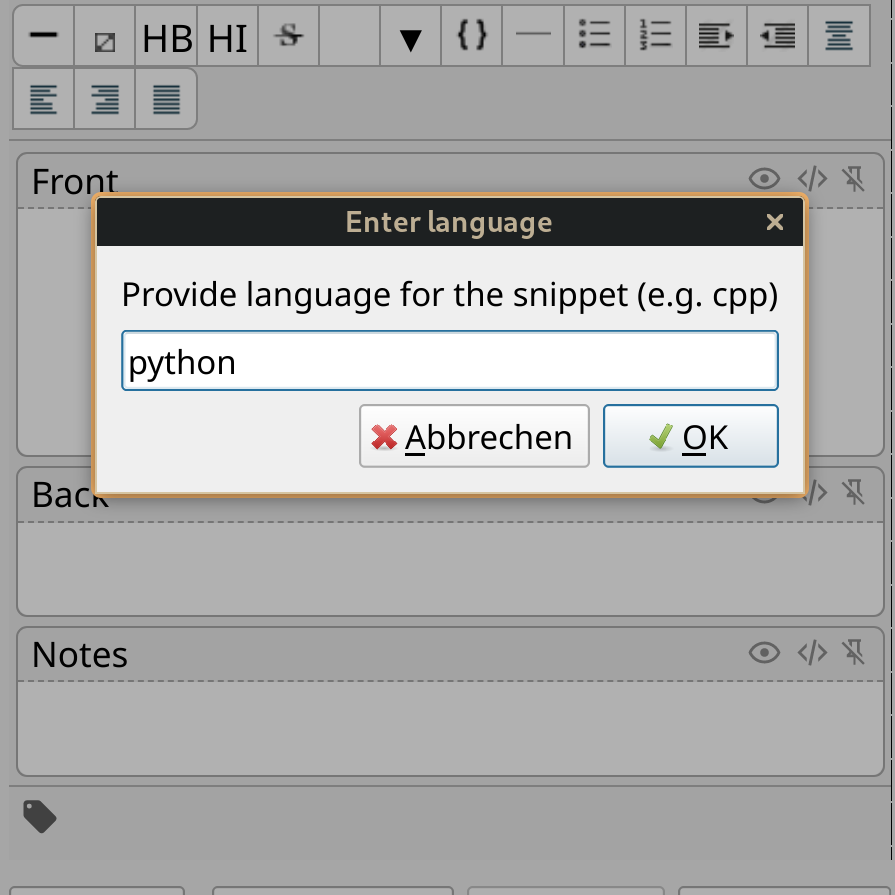 HB HI S ▼ {}
Front
Enter language
Provide language for the snippet (e.g. cpp)
python
Abbrechen OK
Back
Notes